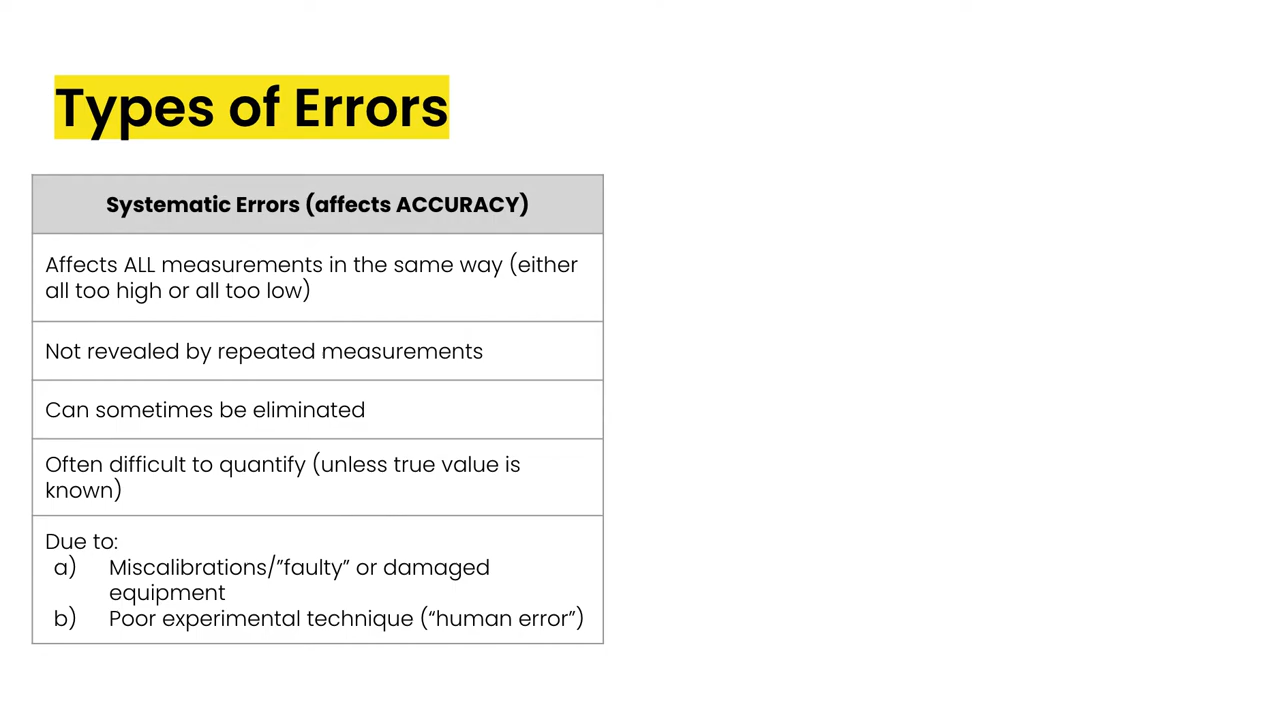 Types of Errors
Systematic Errors (affects ACCURACY)
Affects ALL measurements in the same way (either
all too high or all too low)
Not revealed by repeated measurements
Can sometimes be eliminated
Often difficult to quantify (unless true value is
known)
Due to:
a) Miscalibrations/”faulty” or damaged
equipment
b) Poor experimental technique (“human error”)